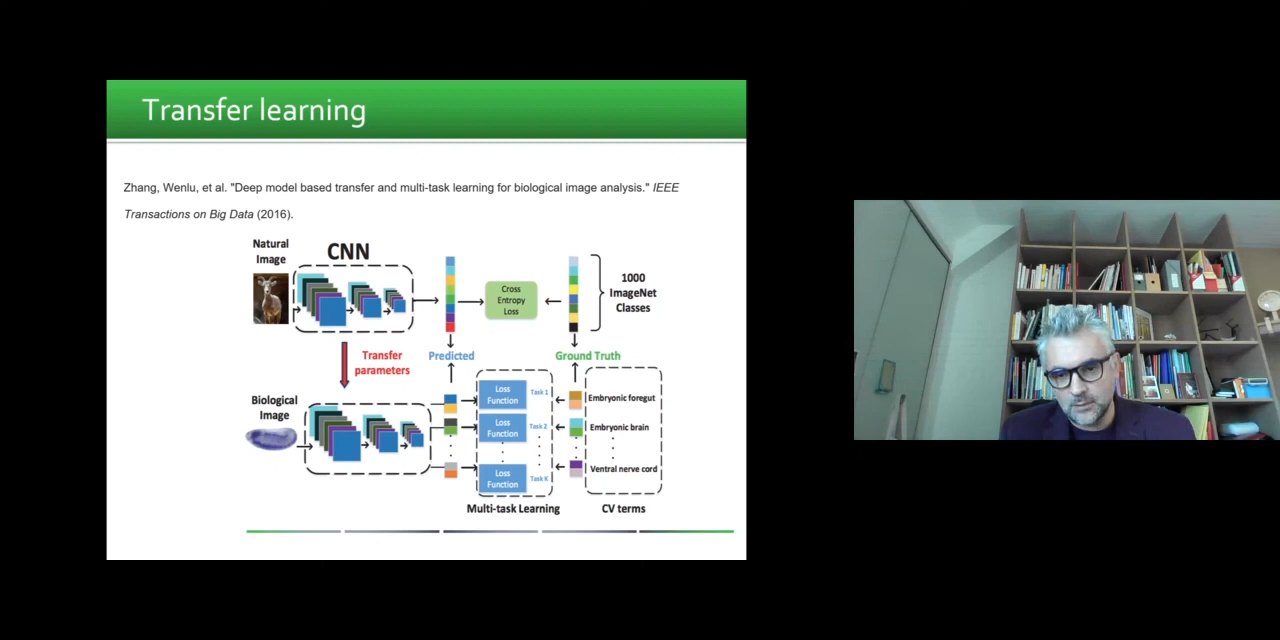 Transfer learning
Zhang, Wenlu, et al. "Deep model based transfer and multi-task learning for biological image analysis." IEEE
Transactions on Big Data (2016).
Natural
Image
CNN
Cross
Entropy
Loss
1000
ImageNet
Classes
Transfer
parameters
Predicted
Ground Truth
Biological
Image
Loss
Function
Task 1
Embryonic foregut
Loss
Function
Task 2
Embryonic brain
Loss
Function
Task K
Ventral nerve cord
Multi-task Learning
CV terms